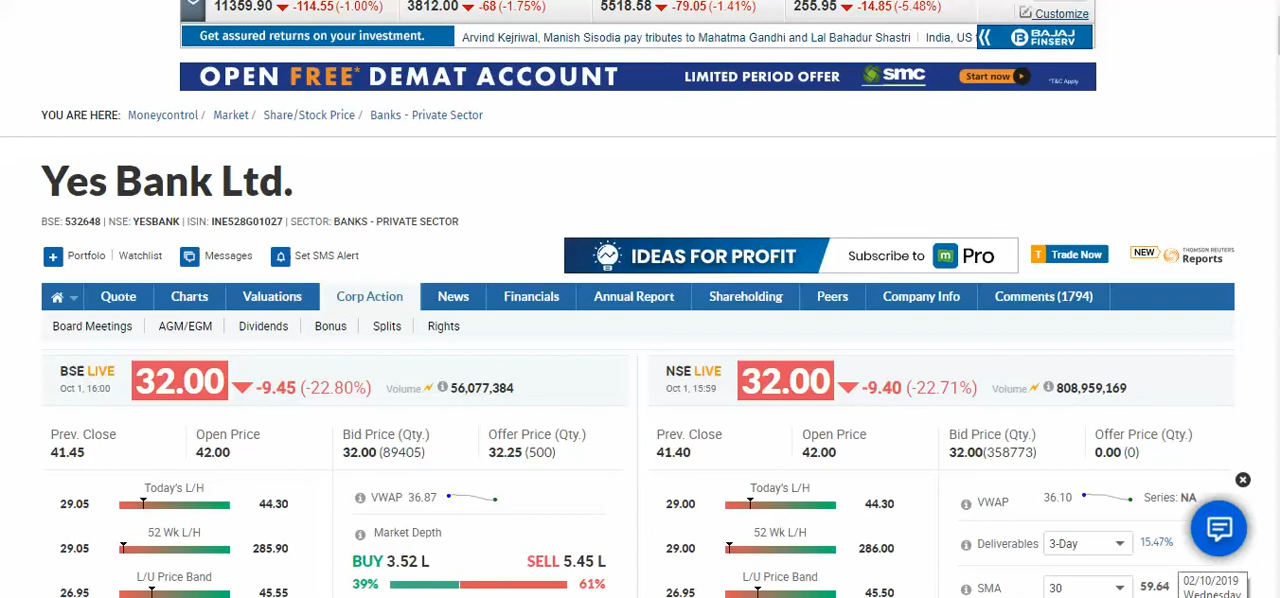 11359.90 -114.55 (-1.00%) 3812.00 -68 (-1.75%) 5518.58 -79.05 (-1.41%) 255.95 -14.85 (-5.48%)
Customize
Get assured returns on your investment. Arvind Kejriwal, Manish Sisodia pay tributes to Mahatma Gandhi and Lal Bahadur Shastri | India, US BAJAJ FINSERV
OPEN FREE* DEMAT ACCOUNT LIMITED PERIOD OFFER smc Start now *T&C Apply
YOU ARE HERE: Moneycontrol / Market / Share/Stock Price / Banks - Private Sector
Yes Bank Ltd.
BSE: 532648 | NSE: YESBANK | ISIN: INE528G01027 | SECTOR: BANKS - PRIVATE SECTOR
Portfolio | Watchlist Messages Set SMS Alert IDEAS FOR PROFIT Subscribe to m Pro T Trade Now NEW THOMSON REUTERS Reports
Quote Charts Valuations Corp Action News Financials Annual Report Shareholding Peers Company Info Comments (1794)
Board Meetings | AGM/EGM | Dividends | Bonus | Splits | Rights
BSE LIVE 32.00 -9.45 (-22.80%) Volume 56,077,384
Oct 1, 16:00
NSE LIVE 32.00 -9.40 (-22.71%) Volume 808,959,169
Oct 1, 15:59
Prev. Close Open Price Bid Price (Qty.) Offer Price (Qty.)
41.45 42.00 32.00 (89405) 32.25 (500)
Prev. Close Open Price Bid Price (Qty.) Offer Price (Qty.)
41.40 42.00 32.00(358773) 0.00 (0)
Today's L/H
29.05 44.30
52 Wk L/H
29.05 285.90
L/U Price Band
26.95 45.55
VWAP 36.87
Market Depth
BUY 3.52 L SELL 5.45 L
39% 61%
Today's L/H
29.00 44.30
52 Wk L/H
29.00 286.00
L/U Price Band
26.95 45.50
VWAP 36.10 Series: NA
Deliverables 3-Day 15.47%
SMA 30 59.64
02/10/2019
Wednesday